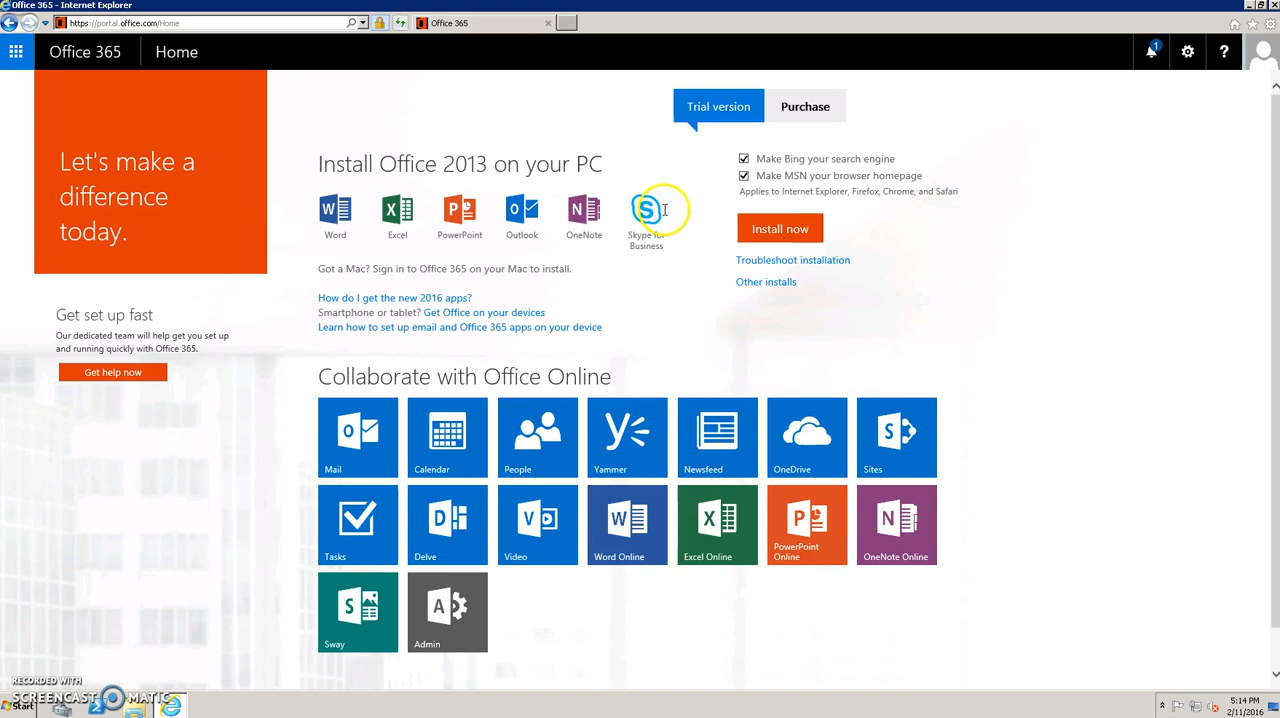 Office 365 - Internet Explorer
https://portal.office.com/Home
Office 365
Office 365
Home
1
?
Let's make a
difference
today.
Get set up fast
Our dedicated team will help get you set up
and running quickly with Office 365.
Get help now
Trial version
Purchase
Install Office 2013 on your PC
Word
Excel
PowerPoint
Outlook
OneNote
Skype for
Business
Got a Mac? Sign in to Office 365 on your Mac to install.
How do I get the new 2016 apps?
Smartphone or tablet? Get Office on your devices
Learn how to set up email and Office 365 apps on your device
Make Bing your search engine
Make MSN your browser homepage
Applies to Internet Explorer, Firefox, Chrome, and Safari
Install now
Troubleshoot installation
Other installs
Collaborate with Office Online
Mail
Calendar
People
Yammer
Newsfeed
OneDrive
Sites
Tasks
Delve
Video
Word Online
Excel Online
PowerPoint
Online
OneNote Online
Sway
Admin
RECORDED WITH
SCREENCAST MATIC
Start
5:14 PM
2/11/2016